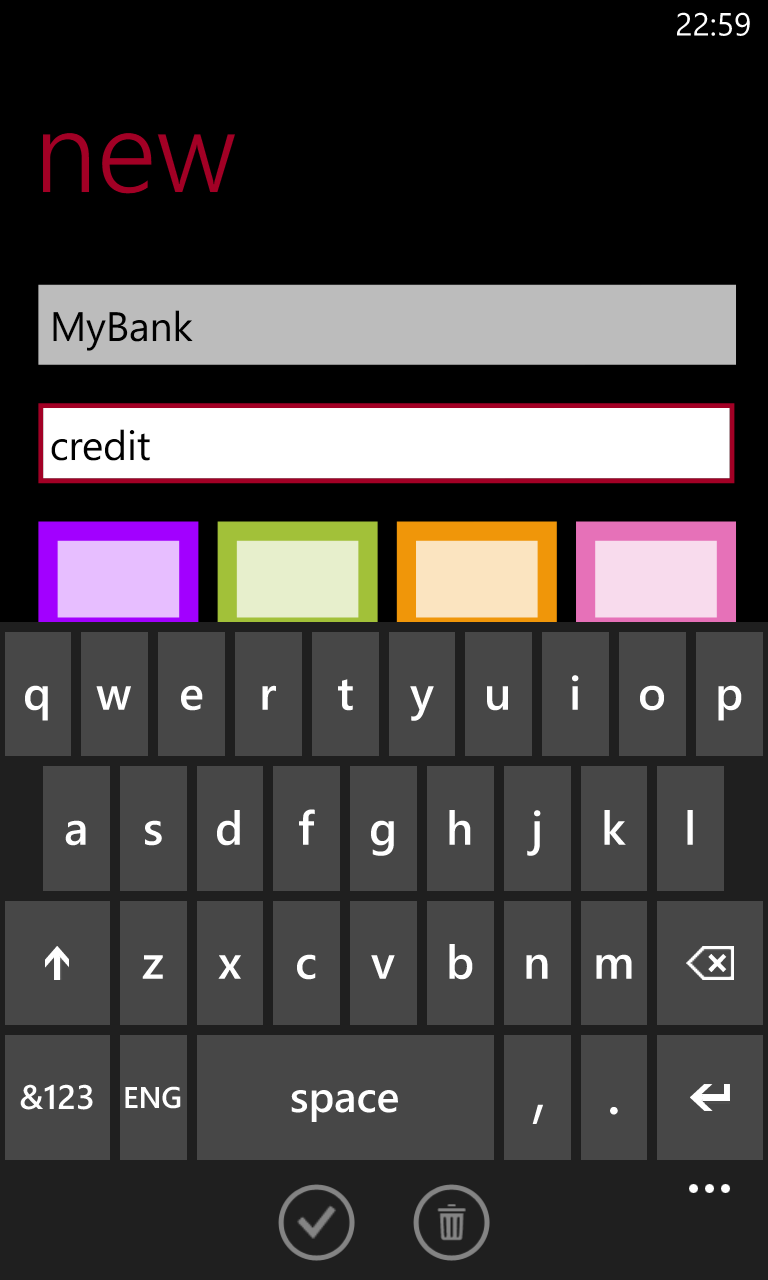 22:59
new
MyBank
credit
q w e r t y u i o p
a s d f g h j k l
z x c v b n m
&123 ENG space , .